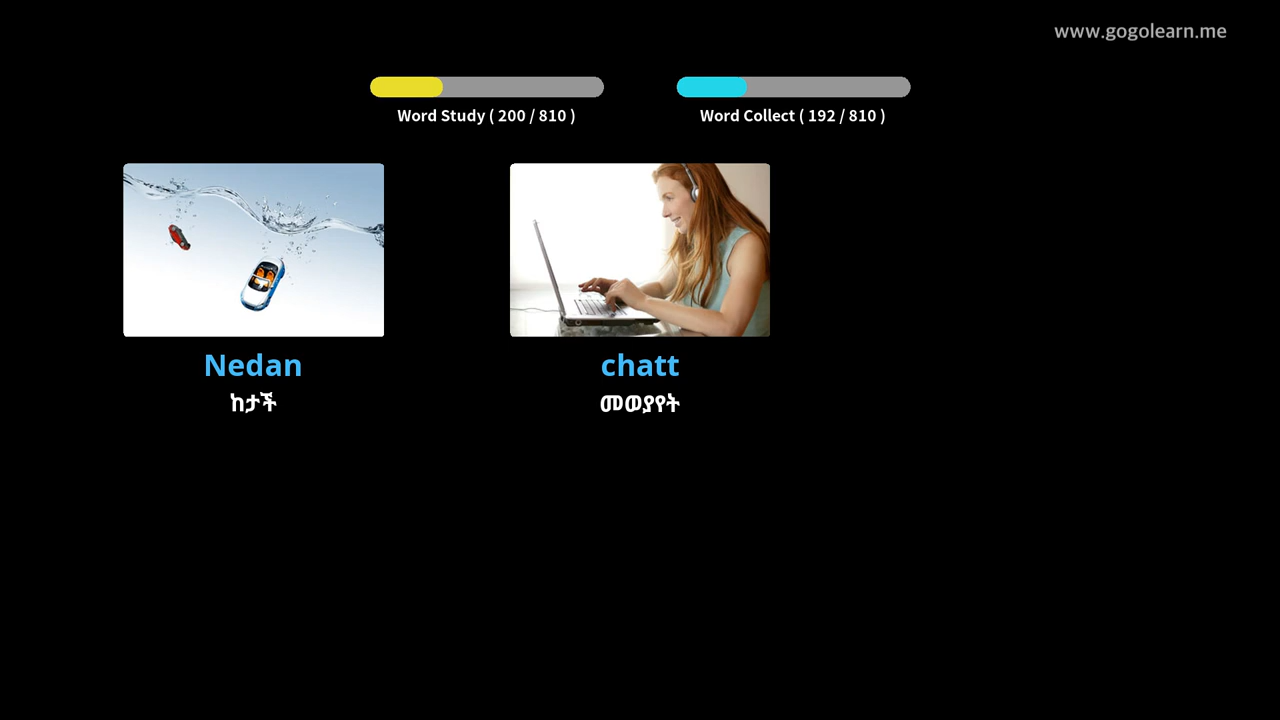 www.gogolearn.me
Word Study ( 200 / 810 )
Word Collect ( 192 / 810 )
Nedan
ከታች
chatt
መወያየት